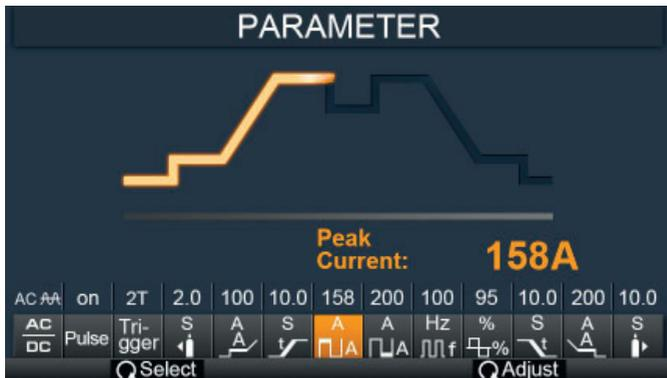 PARAMETER
Peak
Current: 158A
AC on 2T 2.0 100 10.0 158 200 100 95 10.0 200 10.0
AC
DC
Pulse
Tri-
gger
S
A
S
t
A
A
A
A
Hz
f
%
%
S
t
A
S
Select Adjust